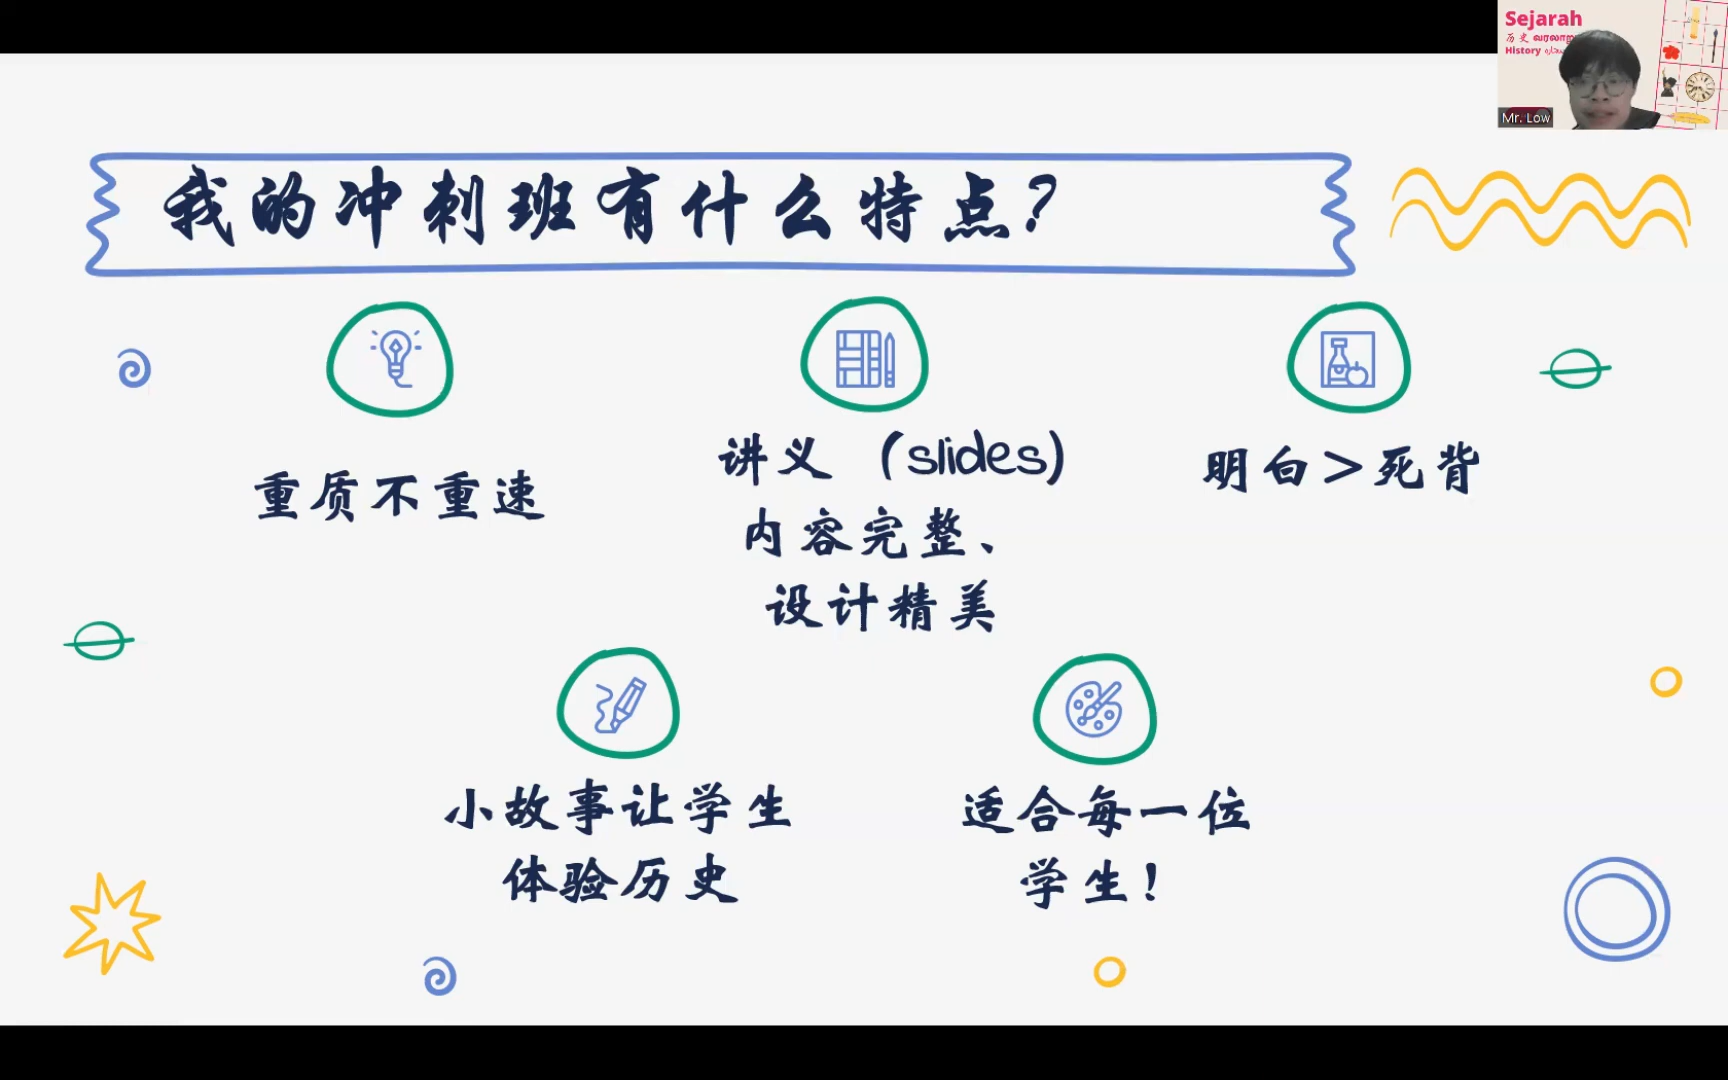 Sejarah
历史 வரலாறு
History
Mr. Low
我的冲刺班有什么特点?
重质不重速
讲义 (slides)
内容完整、
设计精美
明白>死背
小故事让学生
体验历史
适合每一位
学生!